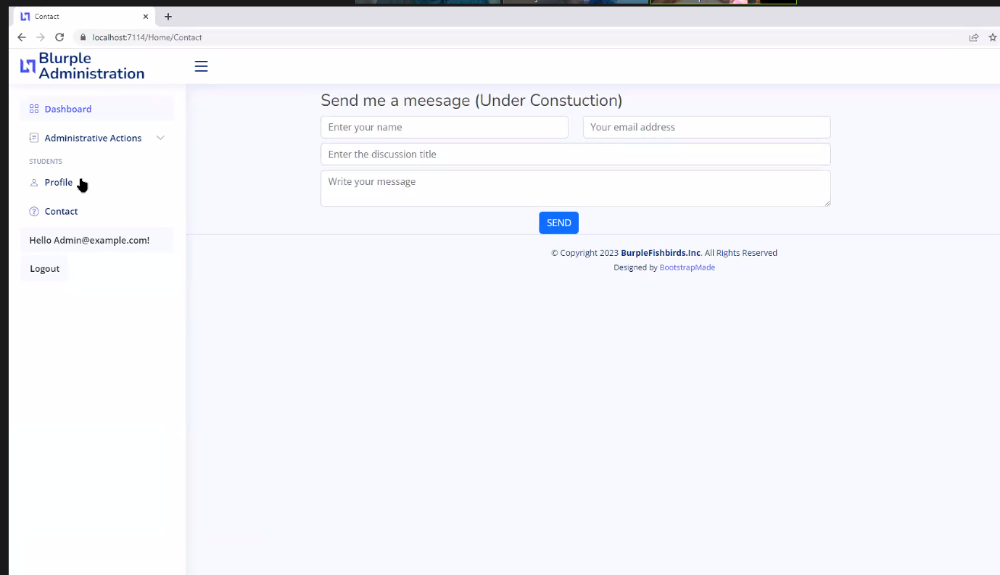 Contact
localhost:7114/Home/Contact
Blurple
Administration
Dashboard
Administrative Actions
STUDENTS
Profile
Contact
Hello Admin@example.com!
Logout
Send me a meesage (Under Constuction)
Enter your name
Your email address
Enter the discussion title
Write your message
SEND
© Copyright 2023 BurpleFishbirds.Inc. All Rights Reserved
Designed by BootstrapMade